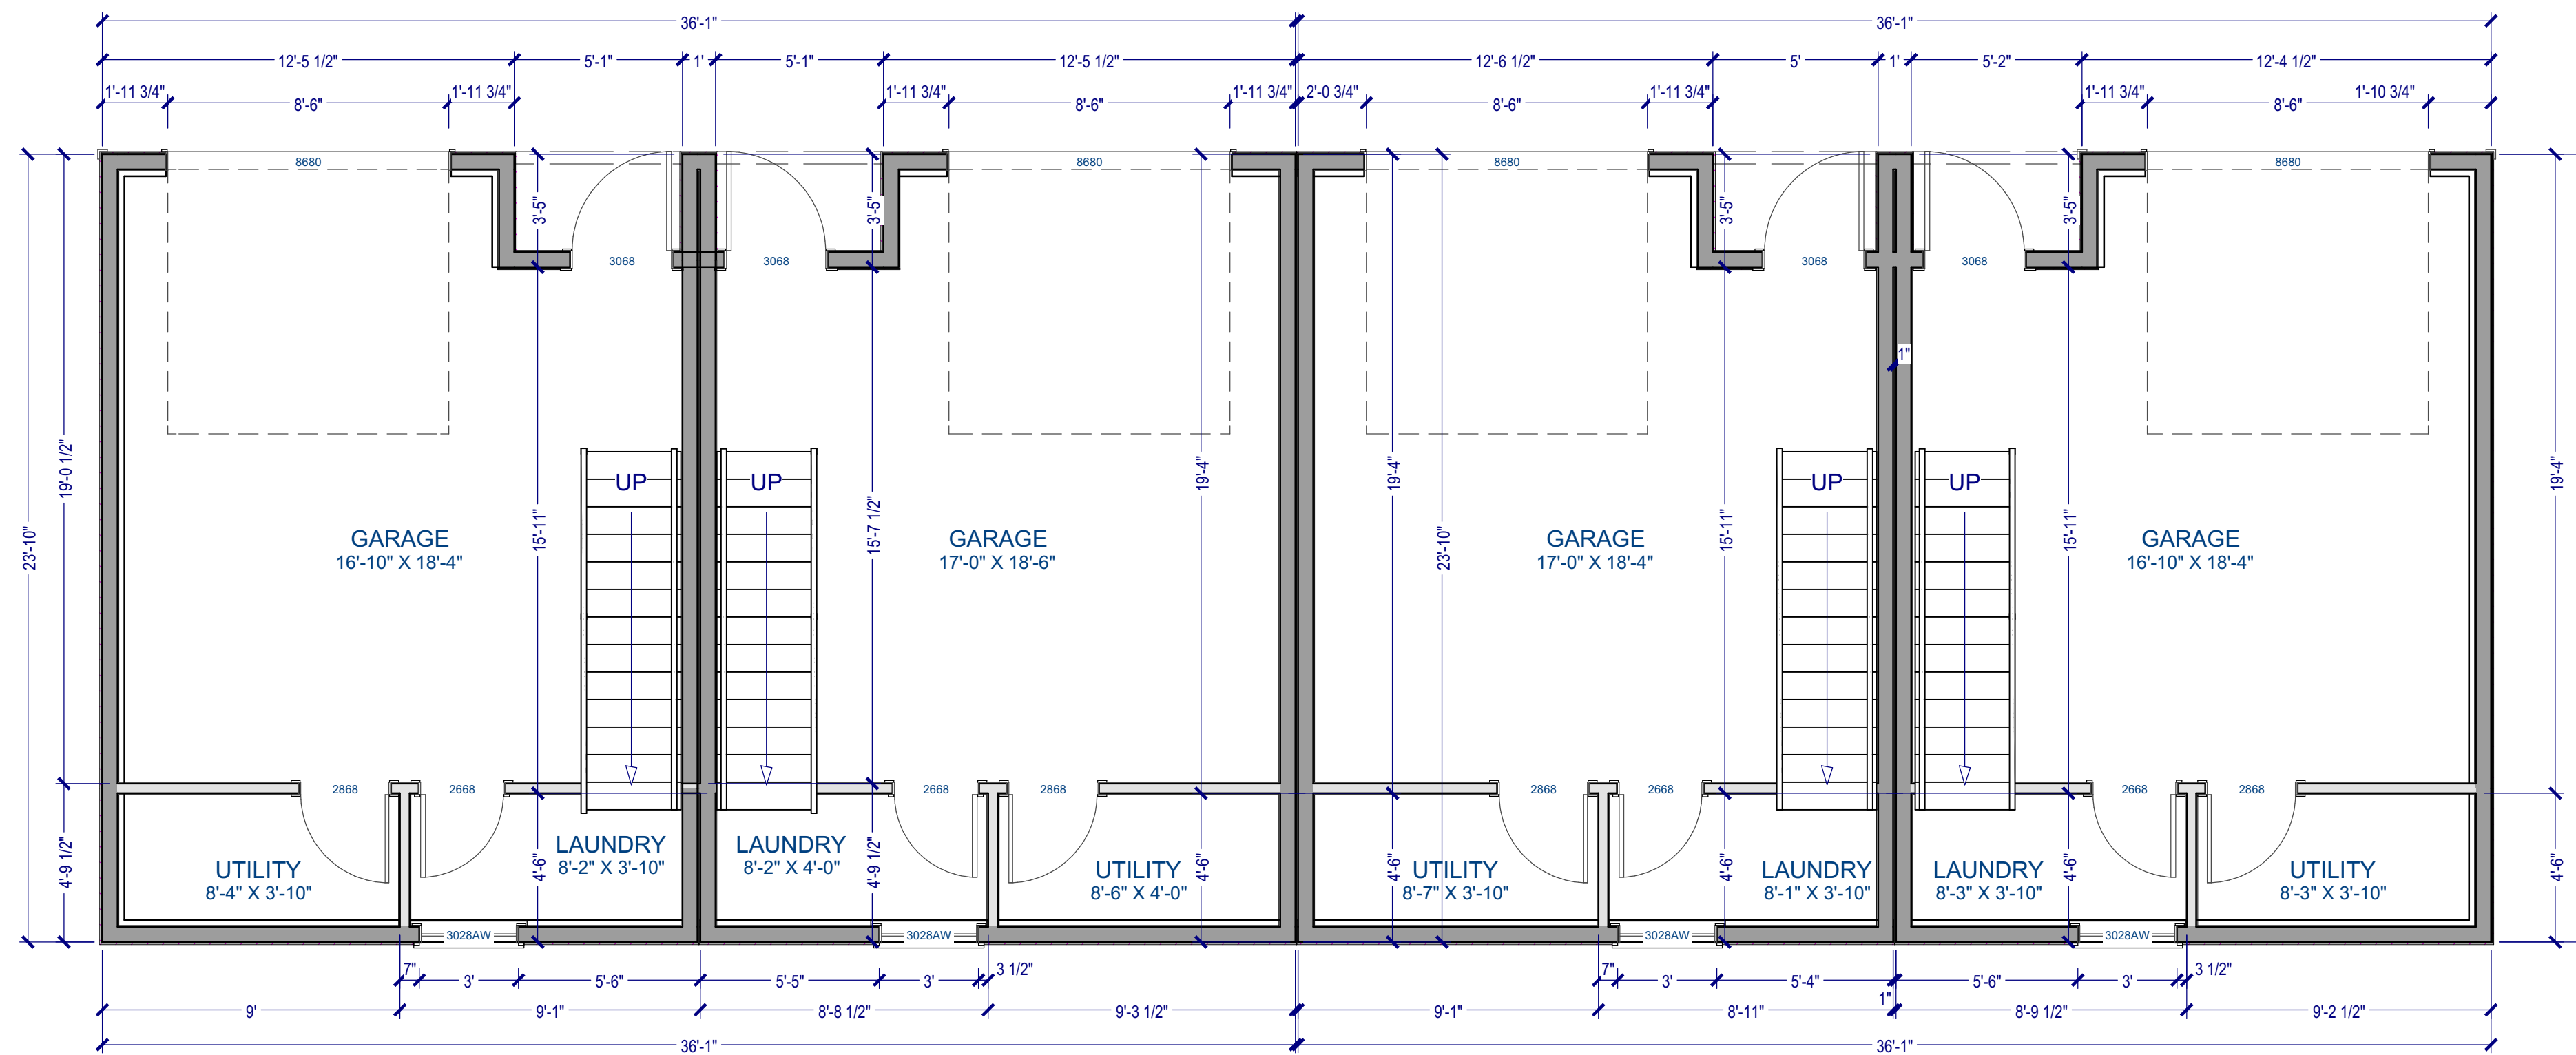 36'-1" 36'-1"
12'-5 1/2" 5'-1" 1' 5'-1" 12'-5 1/2" 12'-6 1/2" 5' 1' 5'-2" 12'-4 1/2"
1'-11 3/4" 8'-6" 1'-11 3/4" 1'-11 3/4" 8'-6" 1'-11 3/4" 2'-0 3/4" 8'-6" 1'-11 3/4" 1'-11 3/4" 8'-6" 1'-10 3/4"
8680 8680 8680 8680
3'-5" 3'-5" 3'-5" 3'-5"
3068 3068 3068 3068
1"
19'-0 1/2" 19'-4" 19'-4" 19'-4"
UP UP UP UP
23'-10" 15'-11" 15'-7 1/2" 23'-10" 15'-11" 15'-11"
GARAGE GARAGE GARAGE GARAGE
16'-10" X 18'-4" 17'-0" X 18'-6" 17'-0" X 18'-4" 16'-10" X 18'-4"
2868 2668 2668 2868 2868 2668 2668 2868
LAUNDRY LAUNDRY
8'-2" X 3'-10" 8'-2" X 4'-0"
4'-9 1/2" 4'-6" 4'-9 1/2" 4'-6" 4'-6" 4'-6" 4'-6" 4'-6"
UTILITY UTILITY UTILITY LAUNDRY LAUNDRY UTILITY
8'-4" X 3'-10" 8'-6" X 4'-0" 8'-7" X 3'-10" 8'-1" X 3'-10" 8'-3" X 3'-10" 8'-3" X 3'-10"
3028AW 3028AW 3028AW 3028AW
7" 3' 5'-6" 5'-5" 3' 3 1/2" 7" 3' 5'-4" 5'-6" 3' 3 1/2"
1"
9' 9'-1" 8'-8 1/2" 9'-3 1/2" 9'-1" 8'-11" 8'-9 1/2" 9'-2 1/2"
36'-1" 36'-1"